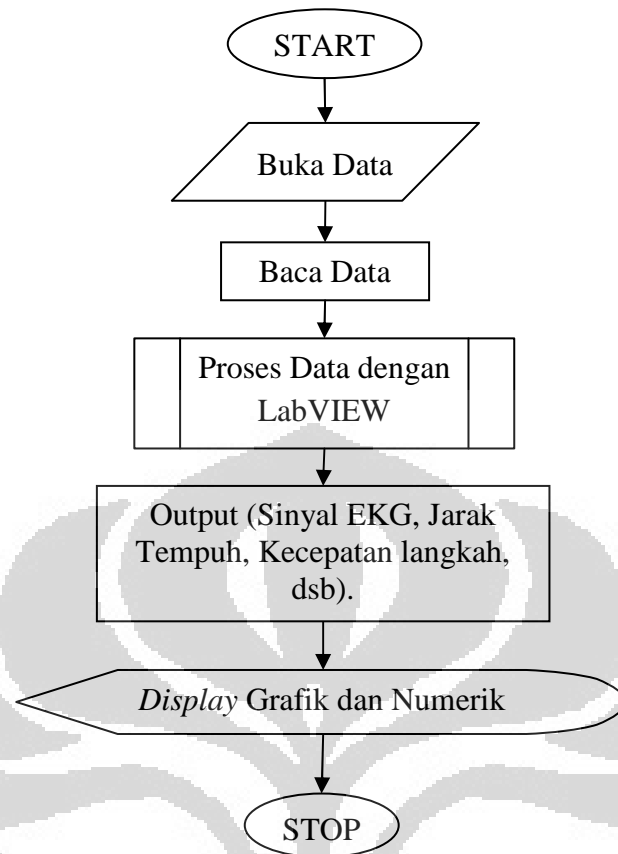 START
Buka Data
Baca Data
Proses Data dengan
LabVIEW
Output (Sinyal EKG, Jarak
Tempuh, Kecepatan langkah,
dsb).
Display Grafik dan Numerik
STOP